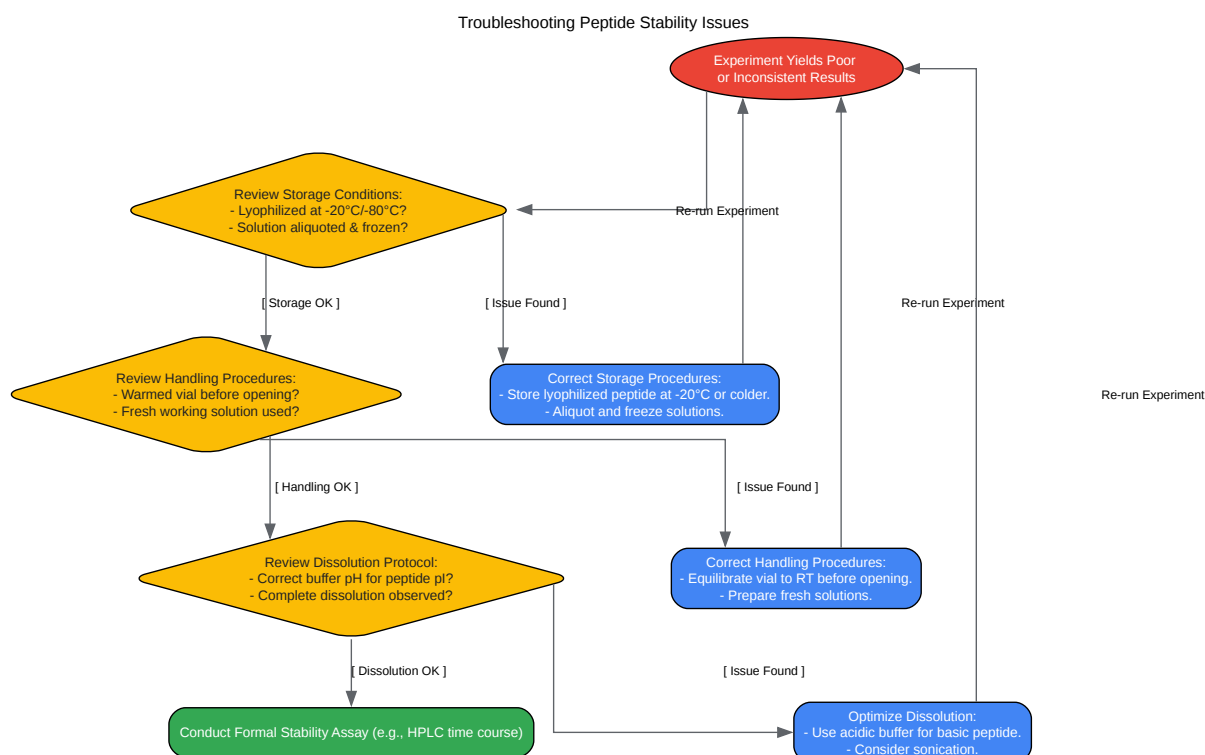 Troubleshooting Peptide Stability Issues
Experiment Yields Poor
or Inconsistent Results
Review Storage Conditions:
- Lyophilized at -20°C/-80°C?
- Solution aliquoted & frozen?
Re-run Experiment
[ Storage OK ]
[ Issue Found ]
Re-run Experiment
Review Handling Procedures:
- Warmed vial before opening?
- Fresh working solution used?
Correct Storage Procedures:
- Store lyophilized peptide at -20°C or colder.
- Aliquot and freeze solutions.
Re-run Experiment
[ Handling OK ]
[ Issue Found ]
Review Dissolution Protocol:
- Correct buffer pH for peptide pI?
- Complete dissolution observed?
Correct Handling Procedures:
- Equilibrate vial to RT before opening.
- Prepare fresh solutions.
[ Dissolution OK ]
[ Issue Found ]
Conduct Formal Stability Assay (e.g., HPLC time course)
Optimize Dissolution:
- Use acidic buffer for basic peptide.
- Consider sonication.